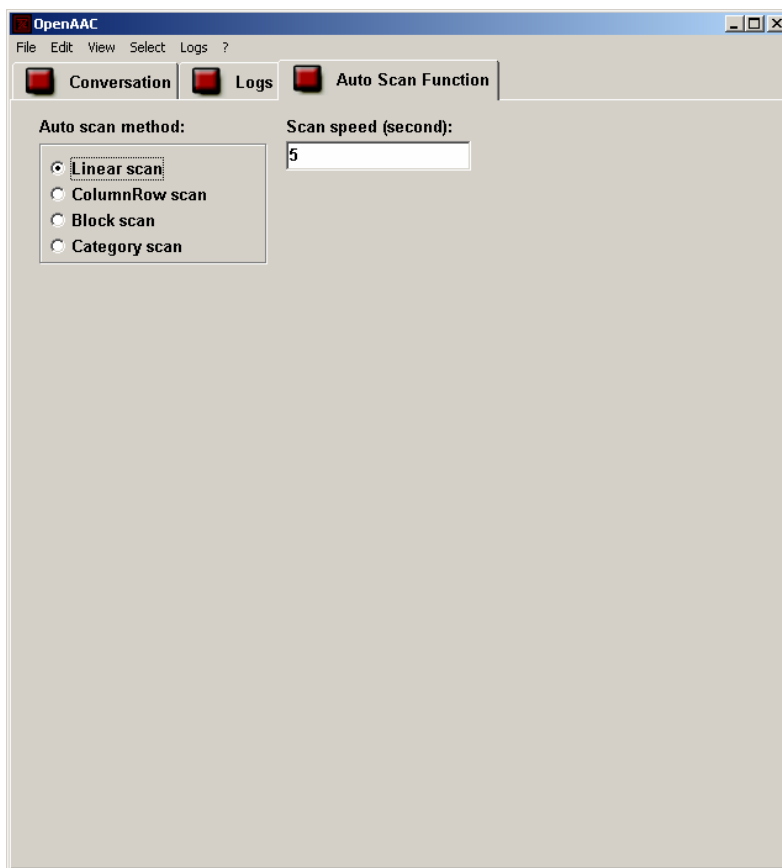 OpenAAC
File Edit View Select Logs ?
Conversation Logs Auto Scan Function
Auto scan method: Scan speed (second):
5
Linear scan
ColumnRow scan
Block scan
Category scan